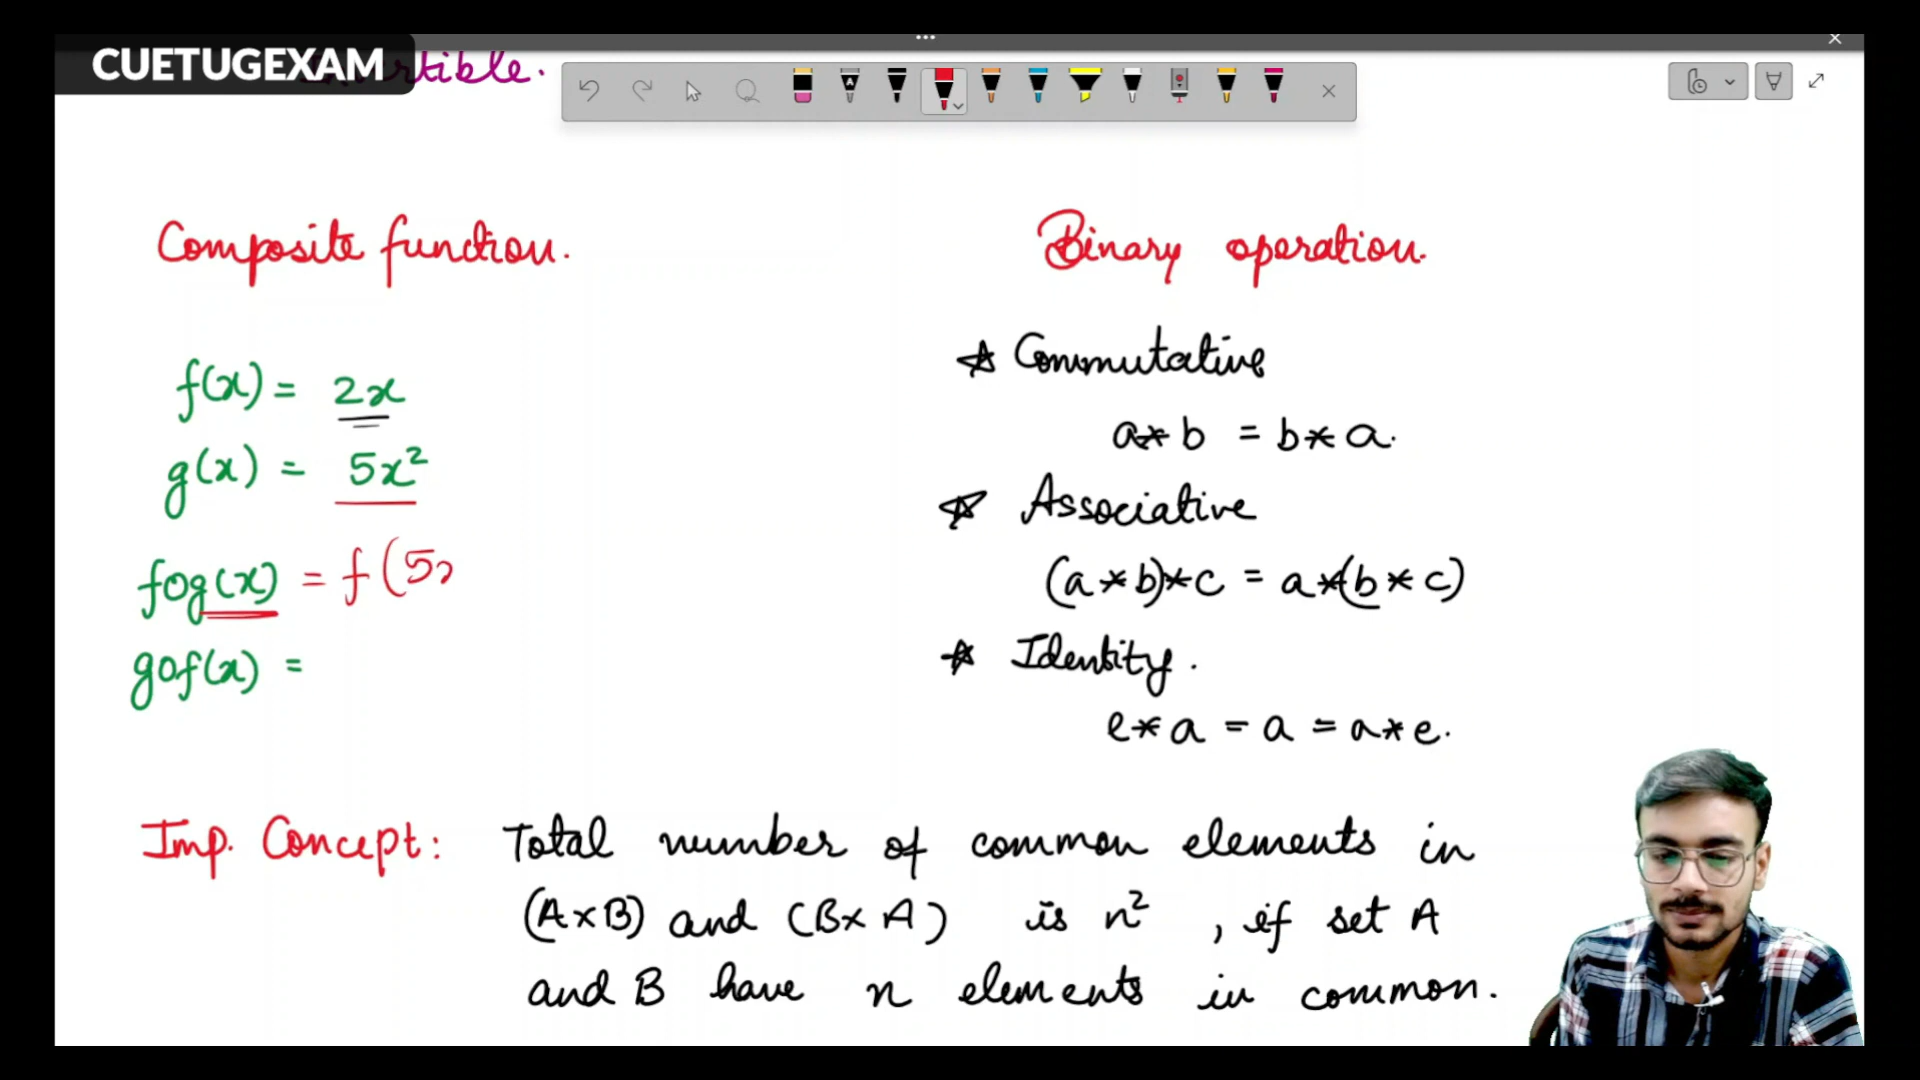 CUETUGEXAM
Composite function.
f(x) = 2x
g(x) = 5x²
fog(x) = f(5x
gof(x) =
Binary operation.
☆ Commutative
a*b = b*a.
☆ Associative
(a*b)*c = a*(b*c)
☆ Identity.
e*a = a = a*e.
Imp. Concept: Total number of common elements in
(A×B) and (B×A) is n², if set A
and B have n elements in common.